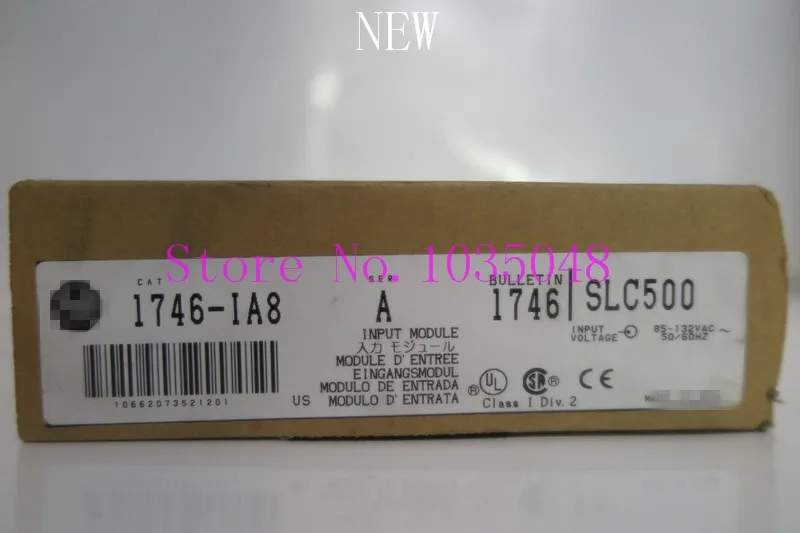 NEW
Store No. 1035048
CAT
SER
BULLETIN
1746-IA8
A
1746
SLC500
INPUT MODULE
入力 モジュール
MODULE D'ENTREE
EINGANGSMODUL
MODULO DE ENTRADA
US MODULO D'ENTRATA
INPUT VOLTAGE
85-132VAC ~
50/60HZ
10662073521201
UL
SA
CE
Class I Div. 2